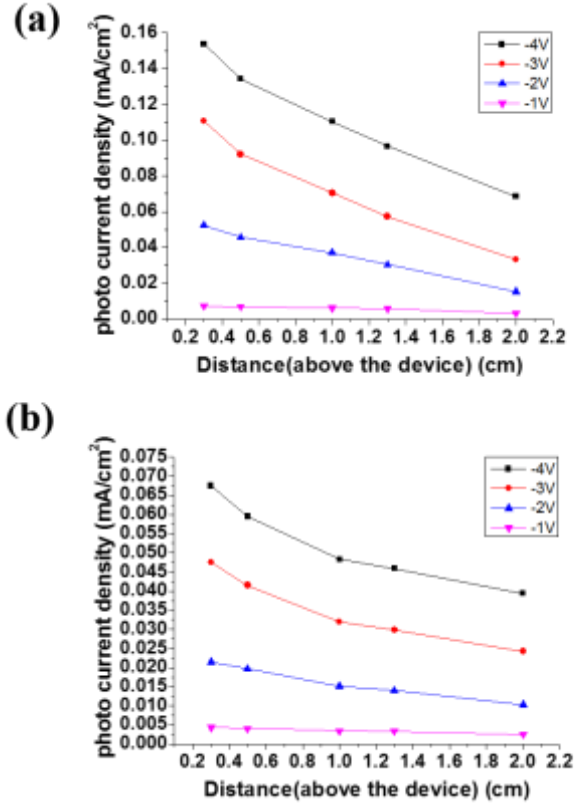 (a)
photo current density (mA/cm²)
0.16
0.14
0.12
0.10
0.08
0.06
0.04
0.02
0.00
-4V
-3V
-2V
-1V
0.2 0.4 0.6 0.8 1.0 1.2 1.4 1.6 1.8 2.0 2.2
Distance(above the device) (cm)
(b)
photo current density (mA/cm²)
0.075
0.070
0.065
0.060
0.055
0.050
0.045
0.040
0.035
0.030
0.025
0.020
0.015
0.010
0.005
0.000
-4V
-3V
-2V
-1V
0.2 0.4 0.6 0.8 1.0 1.2 1.4 1.6 1.8 2.0 2.2
Distance(above the device) (cm)